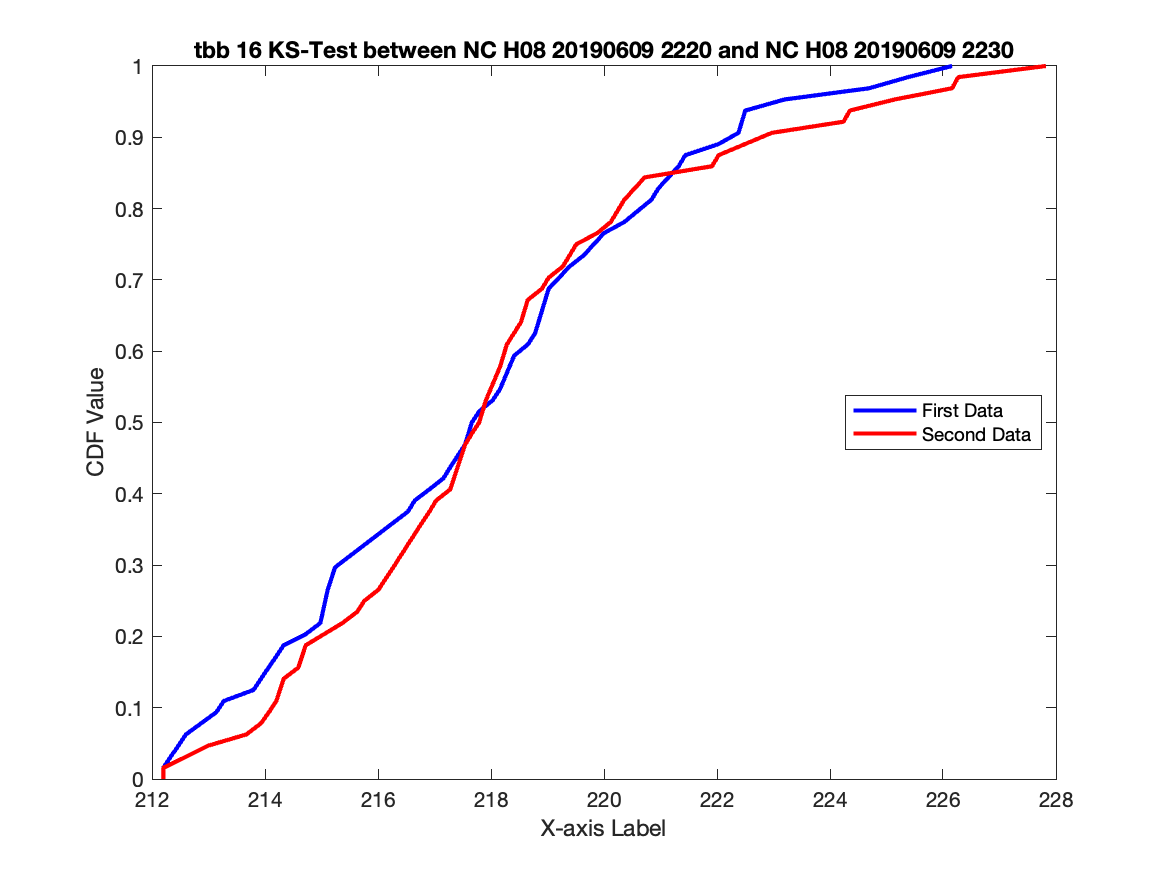 tbb 16 KS-Test between NC H08 20190609 2220 and NC H08 20190609 2230
1
0.9
0.8
0.7
0.6
0.5
0.4
0.3
0.2
0.1
0
CDF Value
First Data
Second Data
212 214 216 218 220 222 224 226 228
X-axis Label